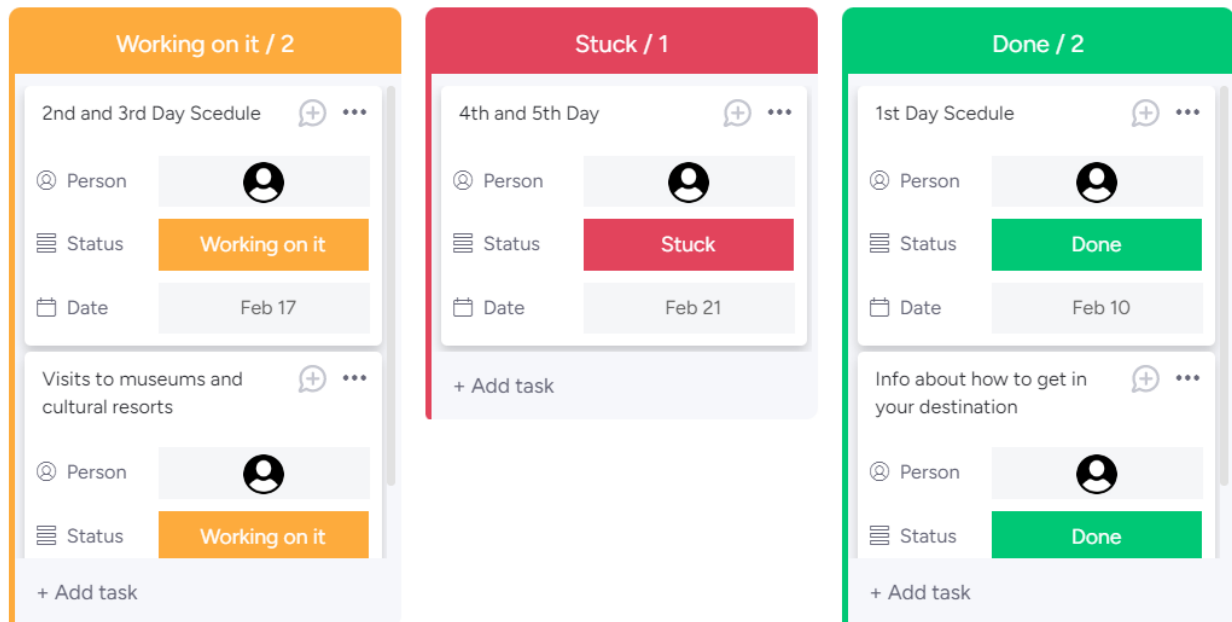 Working on it / 2
2nd and 3rd Day Scedule
Person
Status
Working on it
Date
Feb 17
Visits to museums and
cultural resorts
Person
Status
Working on it
+ Add task
Stuck / 1
4th and 5th Day
Person
Status
Stuck
Date
Feb 21
+ Add task
Done / 2
1st Day Scedule
Person
Status
Done
Date
Feb 10
Info about how to get in
your destination
Person
Status
Done
+ Add task